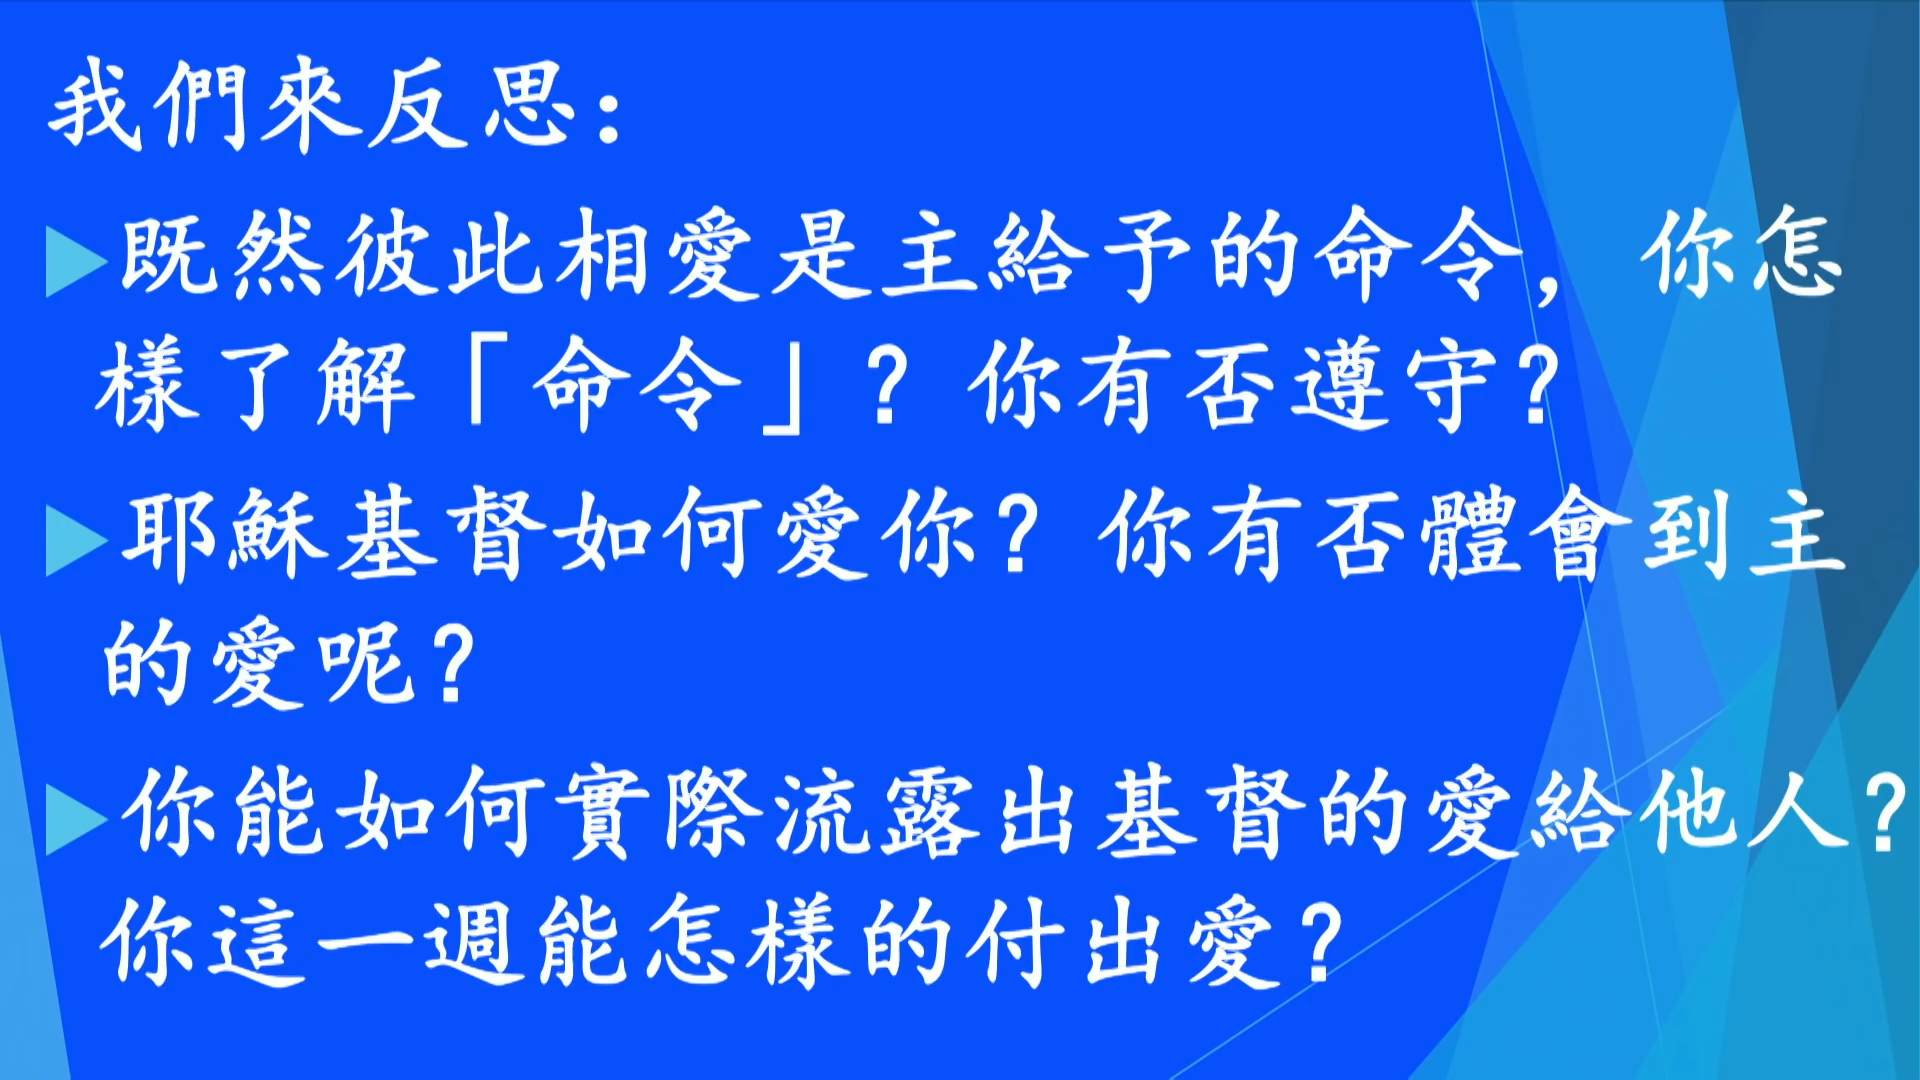 我們來反思：
既然彼此相愛是主給予的命令，你怎
樣了解「命令」？你有否遵守？
耶穌基督如何愛你？你有否體會到主
的愛呢？
你能如何實際流露出基督的愛給他人？
你這一週能怎樣的付出愛？